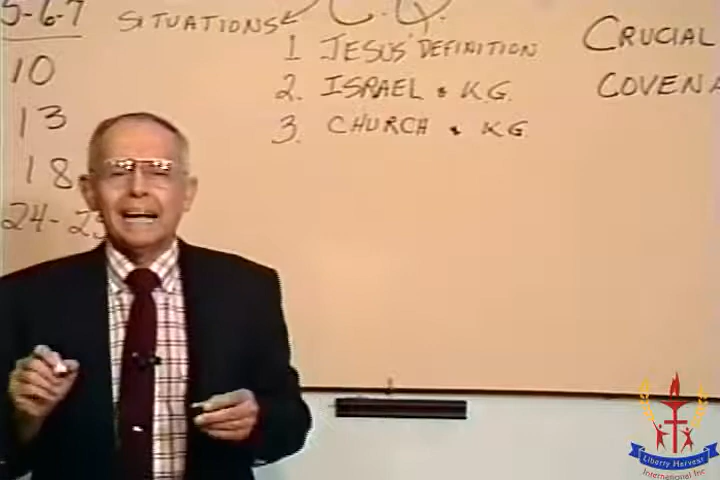 5-6-7
10
13
18
24-25
SITUATIONS
C.Q.
1 JESUS' DEFINITION
2. ISRAEL & K.G.
3. CHURCH & KG.
CRUCIAL
COVENA
Liberty Harvest
International Inc